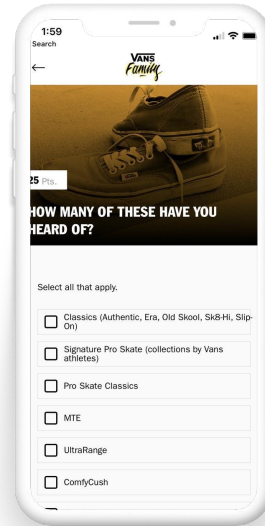 1:59
Search
VANS
Family
25 Pts.
HOW MANY OF THESE HAVE YOU
HEARD OF?
Select all that apply.
Classics (Authentic, Era, Old Skool, Sk8-Hi, Slip-
On)
Signature Pro Skate (collections by Vans
athletes)
Pro Skate Classics
MTE
UltraRange
ComfyCush